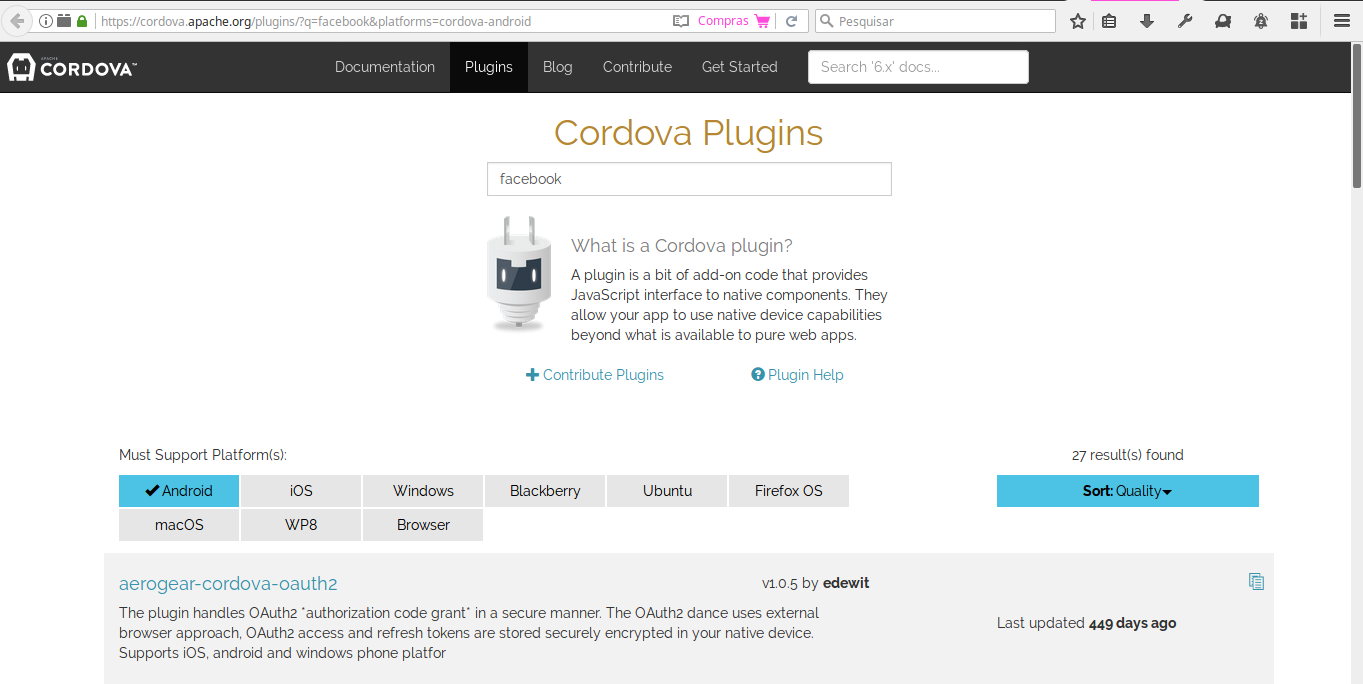 https://cordova.apache.org/plugins/?q=facebook&platforms=cordova-android
Compras
Pesquisar
APACHE
CORDOVA™
Documentation
Plugins
Blog
Contribute
Get Started
Search '6.x' docs...
Cordova Plugins
facebook
What is a Cordova plugin?
A plugin is a bit of add-on code that provides
JavaScript interface to native components. They
allow your app to use native device capabilities
beyond what is available to pure web apps.
Contribute Plugins
Plugin Help
Must Support Platform(s):
27 result(s) found
Android
iOS
Windows
Blackberry
Ubuntu
Firefox OS
Sort: Quality
macOS
WP8
Browser
aerogear-cordova-oauth2
v1.0.5 by edewit
The plugin handles OAuth2 *authorization code grant* in a secure manner. The OAuth2 dance uses external
browser approach, OAuth2 access and refresh tokens are stored securely encrypted in your native device.
Supports iOS, android and windows phone platfor
Last updated 449 days ago